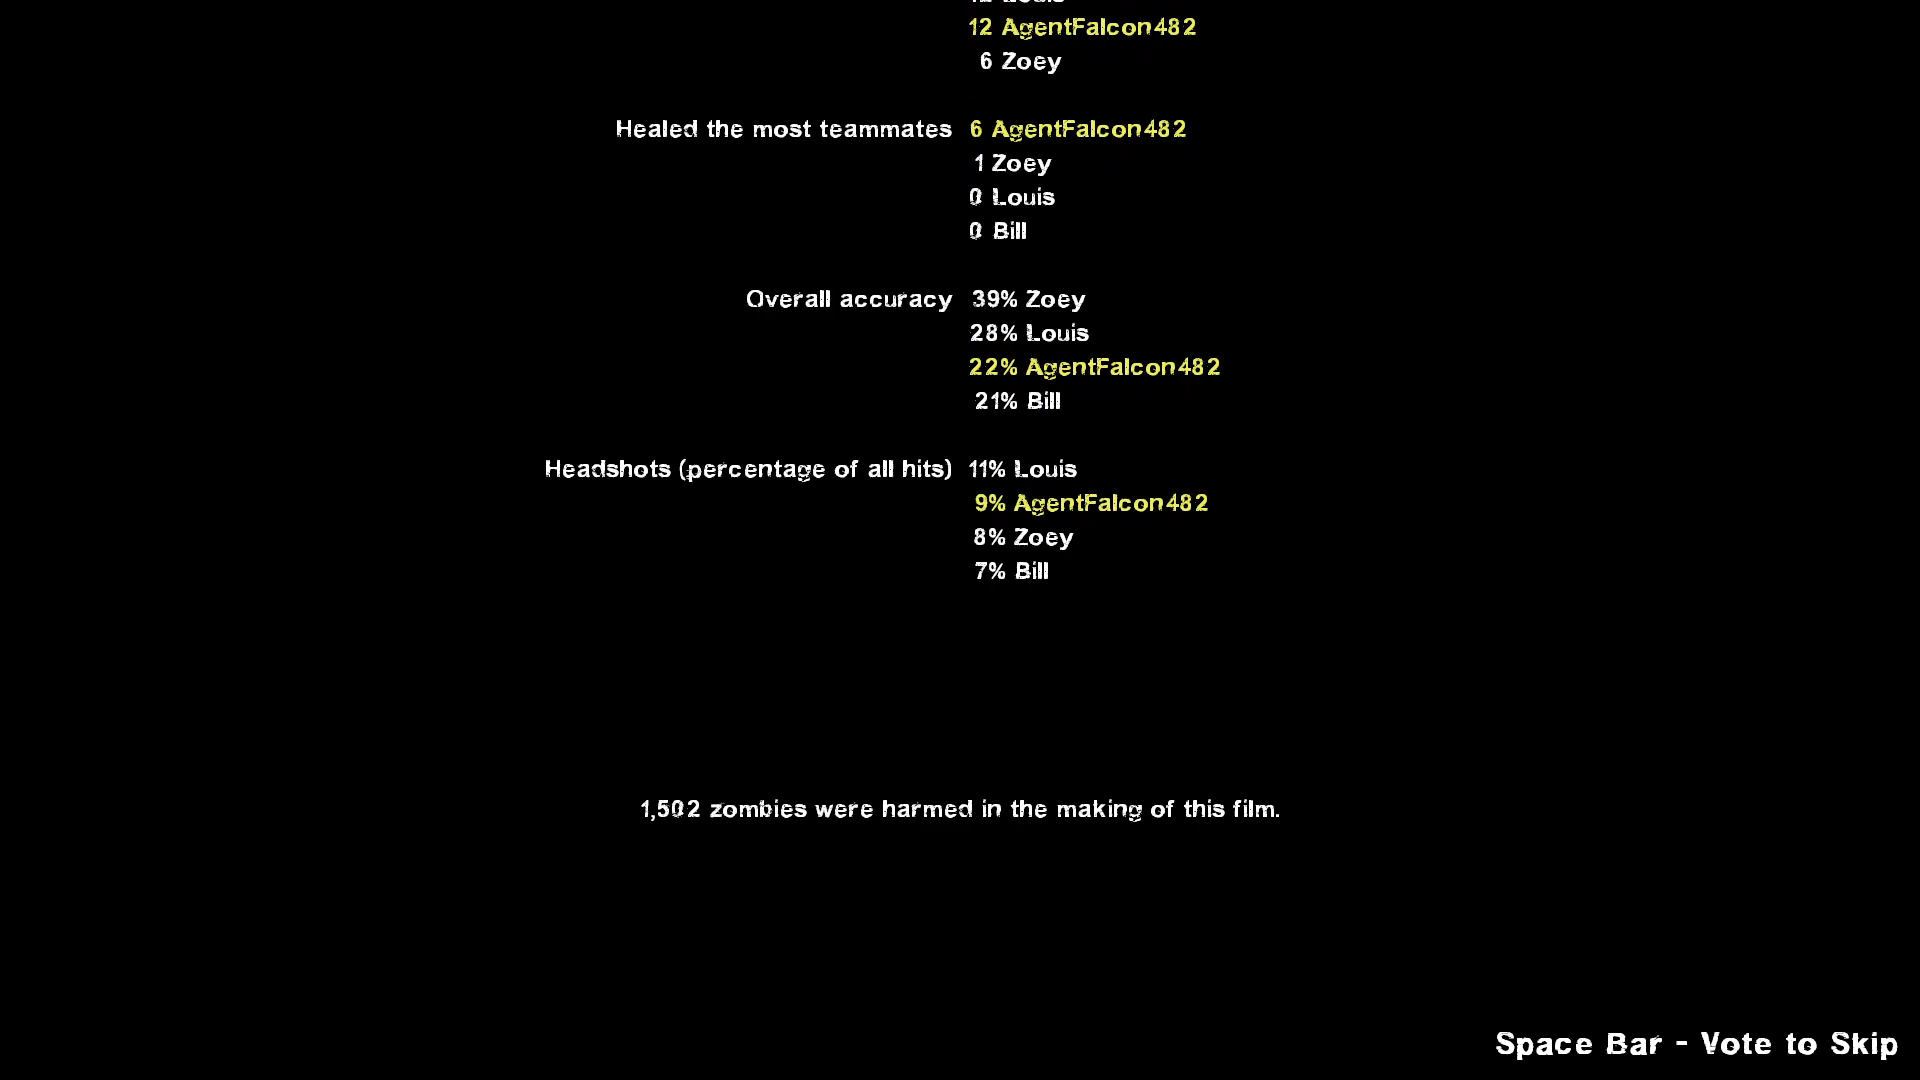 12 AgentFalcon482
6 Zoey
Healed the most teammates 6 AgentFalcon482
1 Zoey
0 Louis
0 Bill
Overall accuracy 39% Zoey
28% Louis
22% AgentFalcon482
21% Bill
Headshots (percentage of all hits) 11% Louis
9% AgentFalcon482
8% Zoey
7% Bill
1,502 zombies were harmed in the making of this film.
Space Bar - Vote to Skip